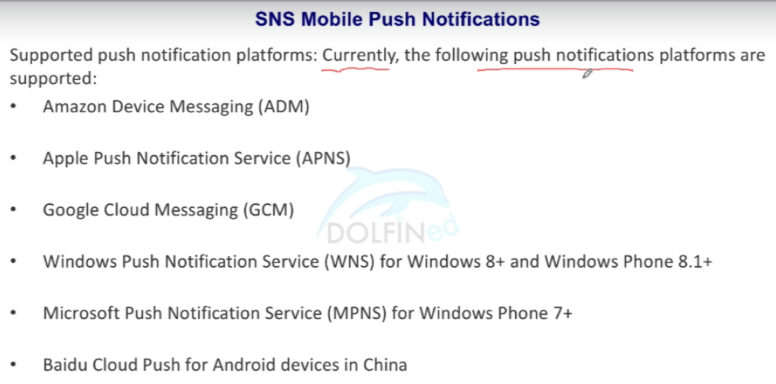 SNS Mobile Push Notifications
Supported push notification platforms: Currently, the following push notifications platforms are
supported:
• Amazon Device Messaging (ADM)
• Apple Push Notification Service (APNS)
• Google Cloud Messaging (GCM)
DOLFINed
• Windows Push Notification Service (WNS) for Windows 8+ and Windows Phone 8.1+
• Microsoft Push Notification Service (MPNS) for Windows Phone 7+
• Baidu Cloud Push for Android devices in China